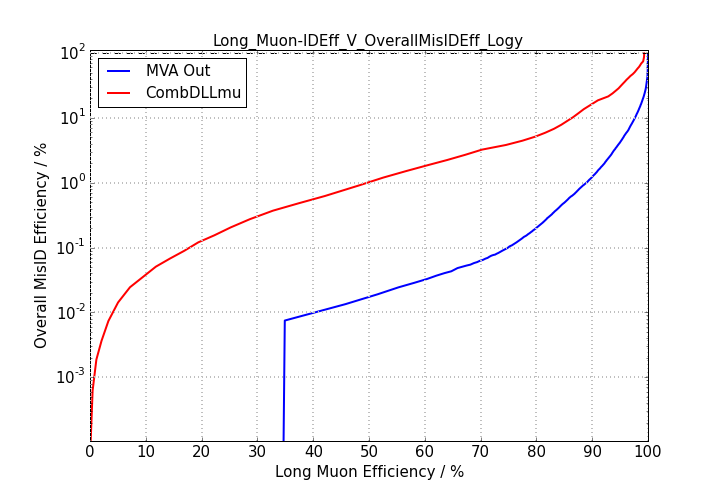 Long_Muon-IDEff_V_OverallMisIDEff_Logy
MVA Out
CombDLLmu
Overall MisID Efficiency / %
10^2
10^1
10^0
10^-1
10^-2
10^-3
0 10 20 30 40 50 60 70 80 90 100
Long Muon Efficiency / %